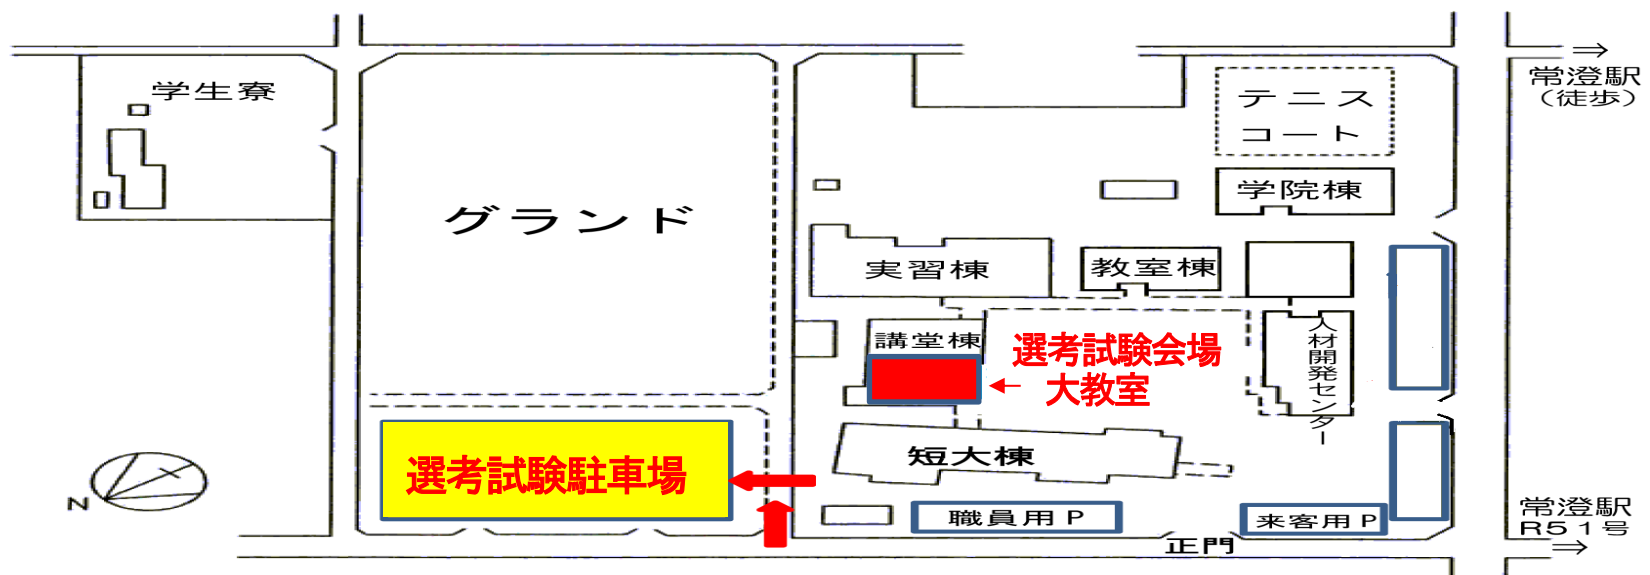 学生寮
グランド
テニス
コート
⇒
常澄駅
（徒歩）
学院棟
実習棟
教室棟
講堂棟
選考試験会場
←大教室
人材開発センター
選考試験駐車場
短大棟
N
職員用P
来客用P
正門
常澄駅
R51号
⇒